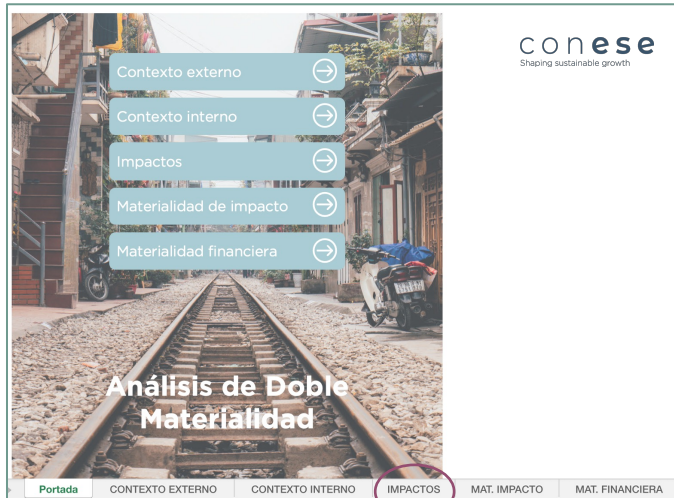 conese
Shaping sustainable growth
Contexto externo
Contexto interno
Impactos
Materialidad de impacto
Materialidad financiera
Análisis de Doble
Materialidad
Portada
CONTEXTO EXTERNO
CONTEXTO INTERNO
IMPACTOS
MAT. IMPACTO
MAT. FINANCIERA